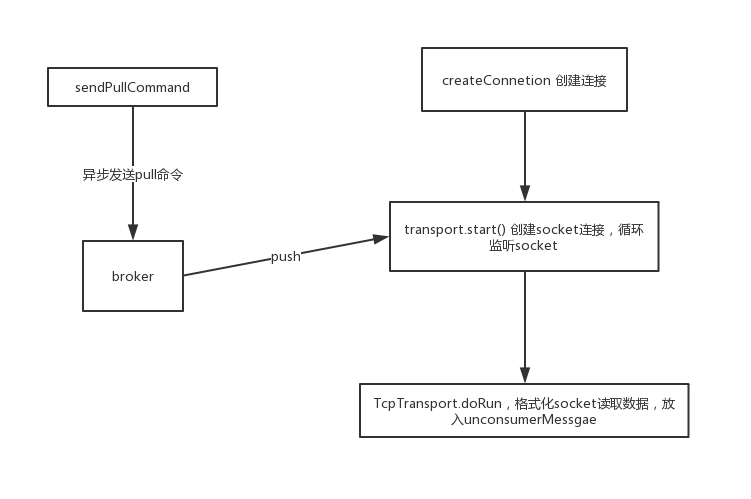 sendPullCommand
createConnetion 创建连接
异步发送pull命令
transport.start() 创建socket连接，循环
监听socket
push
broker
TcpTransport.doRun，格式化socket读取数据，放
入unconsumerMessgae